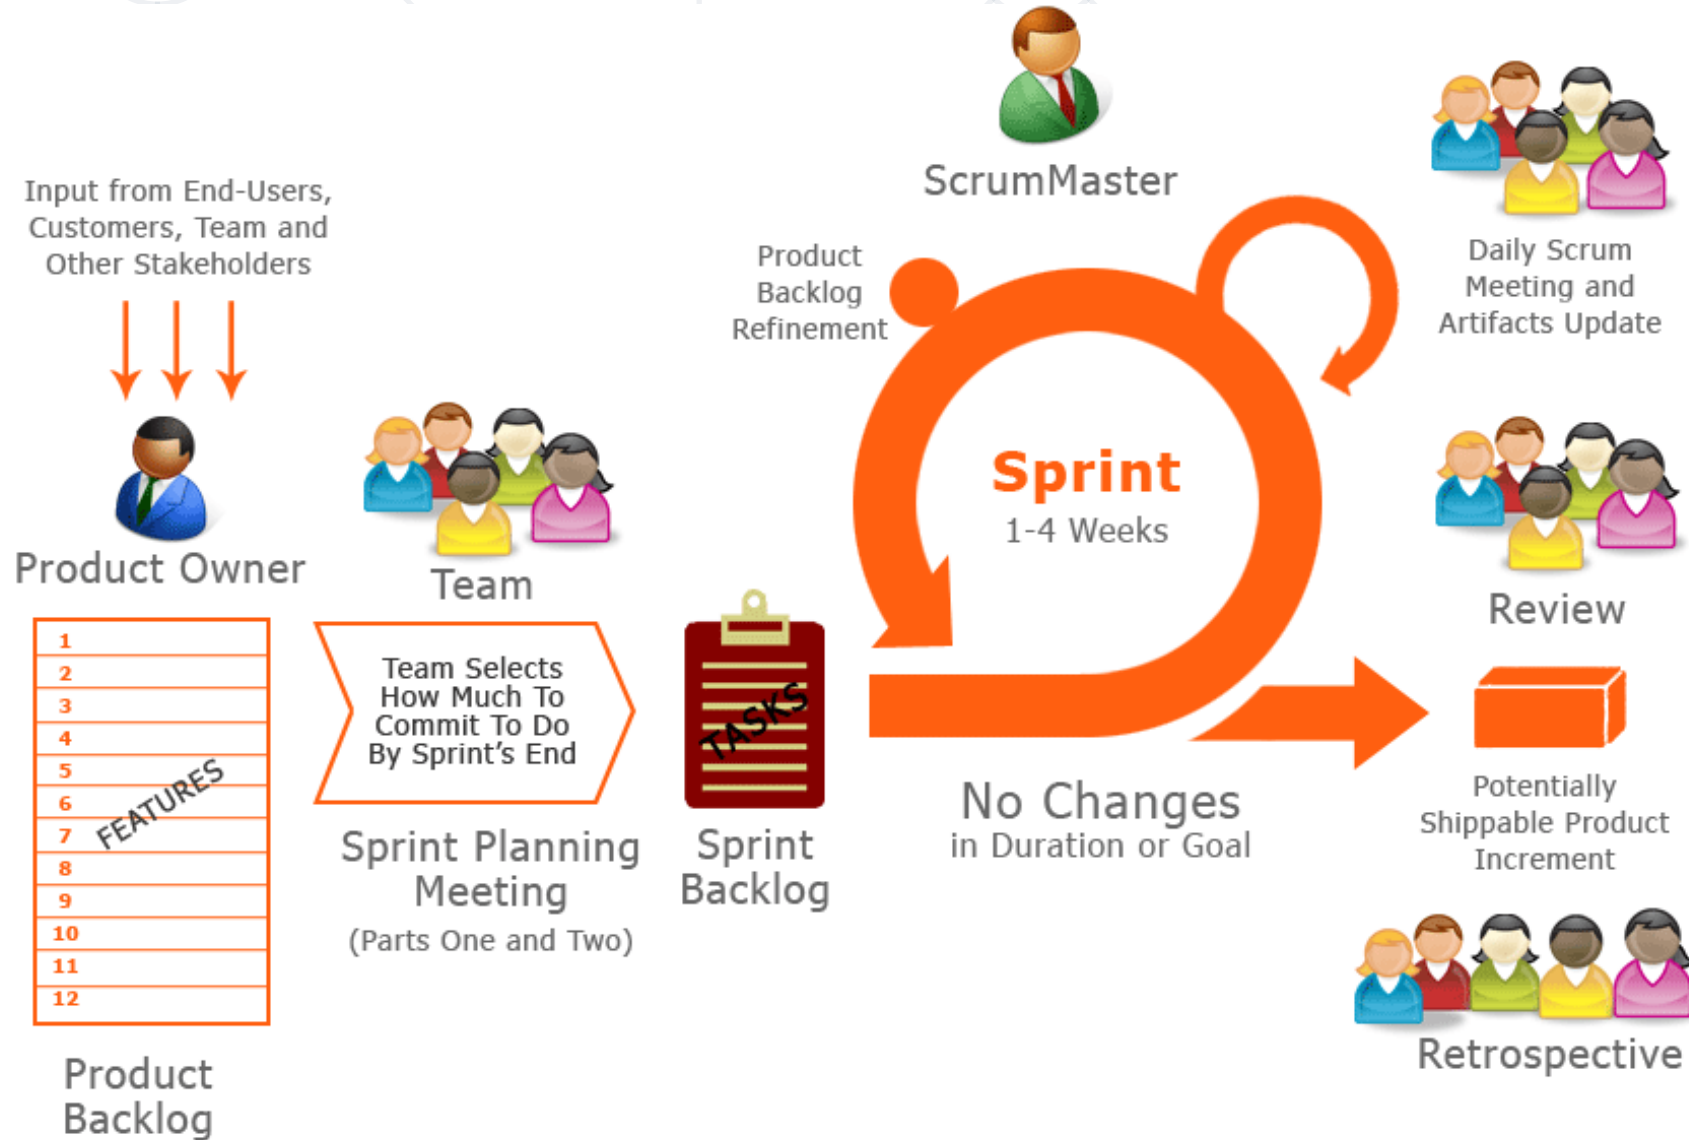 Input from End-Users,
Customers, Team and
Other Stakeholders
Product Owner
1
2
3
4
5
6
7
8
9
10
11
12
FEATURES
Product
Backlog
Team
Team Selects
How Much To
Commit To Do
By Sprint's End
Sprint Planning
Meeting
(Parts One and Two)
TASKS
Sprint
Backlog
ScrumMaster
Product
Backlog
Refinement
Sprint
1-4 Weeks
No Changes
in Duration or Goal
Daily Scrum
Meeting and
Artifacts Update
Review
Potentially
Shippable Product
Increment
Retrospective